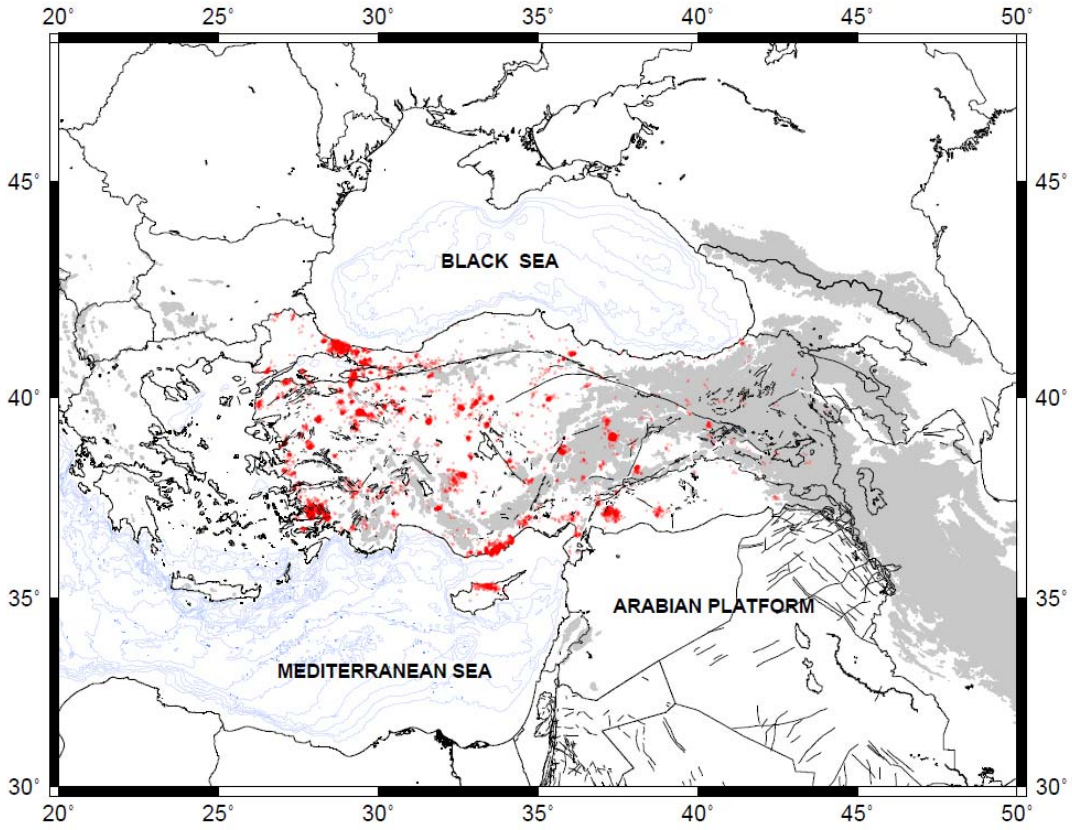 20° 25° 30° 35° 40° 45° 50°
45° 45°
BLACK SEA
40° 40°
35° 35°
ARABIAN PLATFORM
MEDITERRANEAN SEA
30° 30°
20° 25° 30° 35° 40° 45° 50°